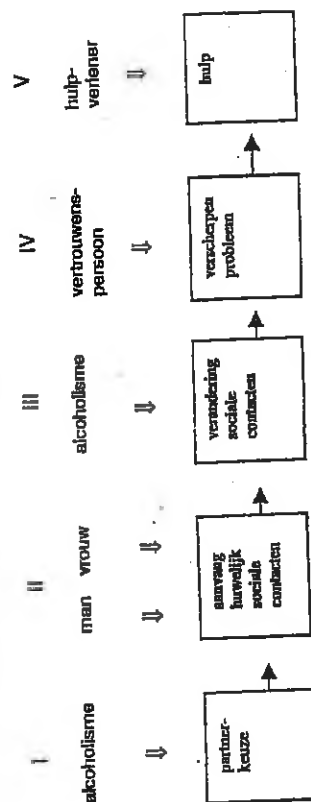 I
alcoholisme
partner-
keuze
II
man vrouw
aanvaag
huwelijk
sociale
contacten
III
alcoholisme
verandering
sociale
contacten
IV
vertrouwens-
persoon
verscherpen
probleem
V
hulp-
verlener
hulp